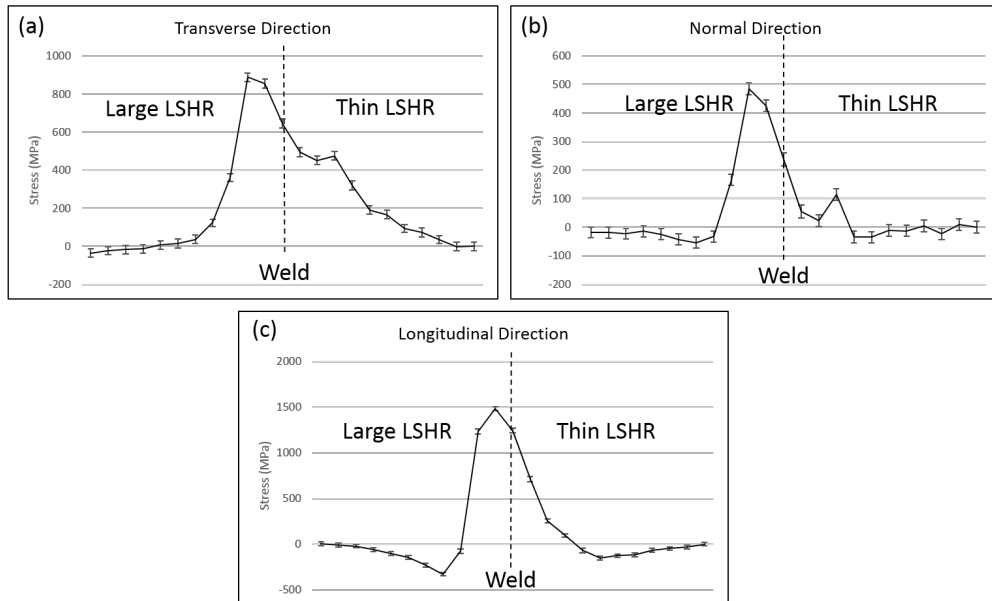 (a)
Transverse Direction
1000
800
600
400
200
0
-200
Stress (MPa)
Large LSHR
Thin LSHR
Weld
(b)
Normal Direction
600
500
400
300
200
100
0
-100
-200
Stress (MPa)
Large LSHR
Thin LSHR
Weld
(c)
Longitudinal Direction
2000
1500
1000
500
0
-500
Stress (MPa)
Large LSHR
Thin LSHR
Weld